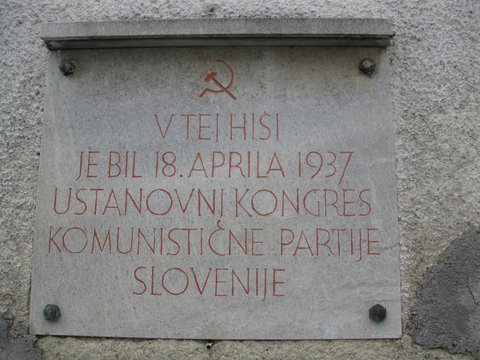 V TEJ HIŠI
JE BIL 18. APRILA 1937
USTANOVNI KONGRES
KOMUNISTIČNE PARTIJE
SLOVENIJE